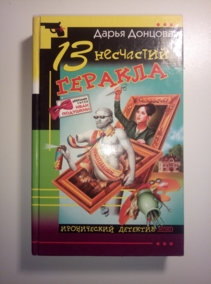 Дарья Донцова
13 несчастий
ГЕРАКЛА
ИРОНИЧЕСКИЙ ДЕТЕКТИВ